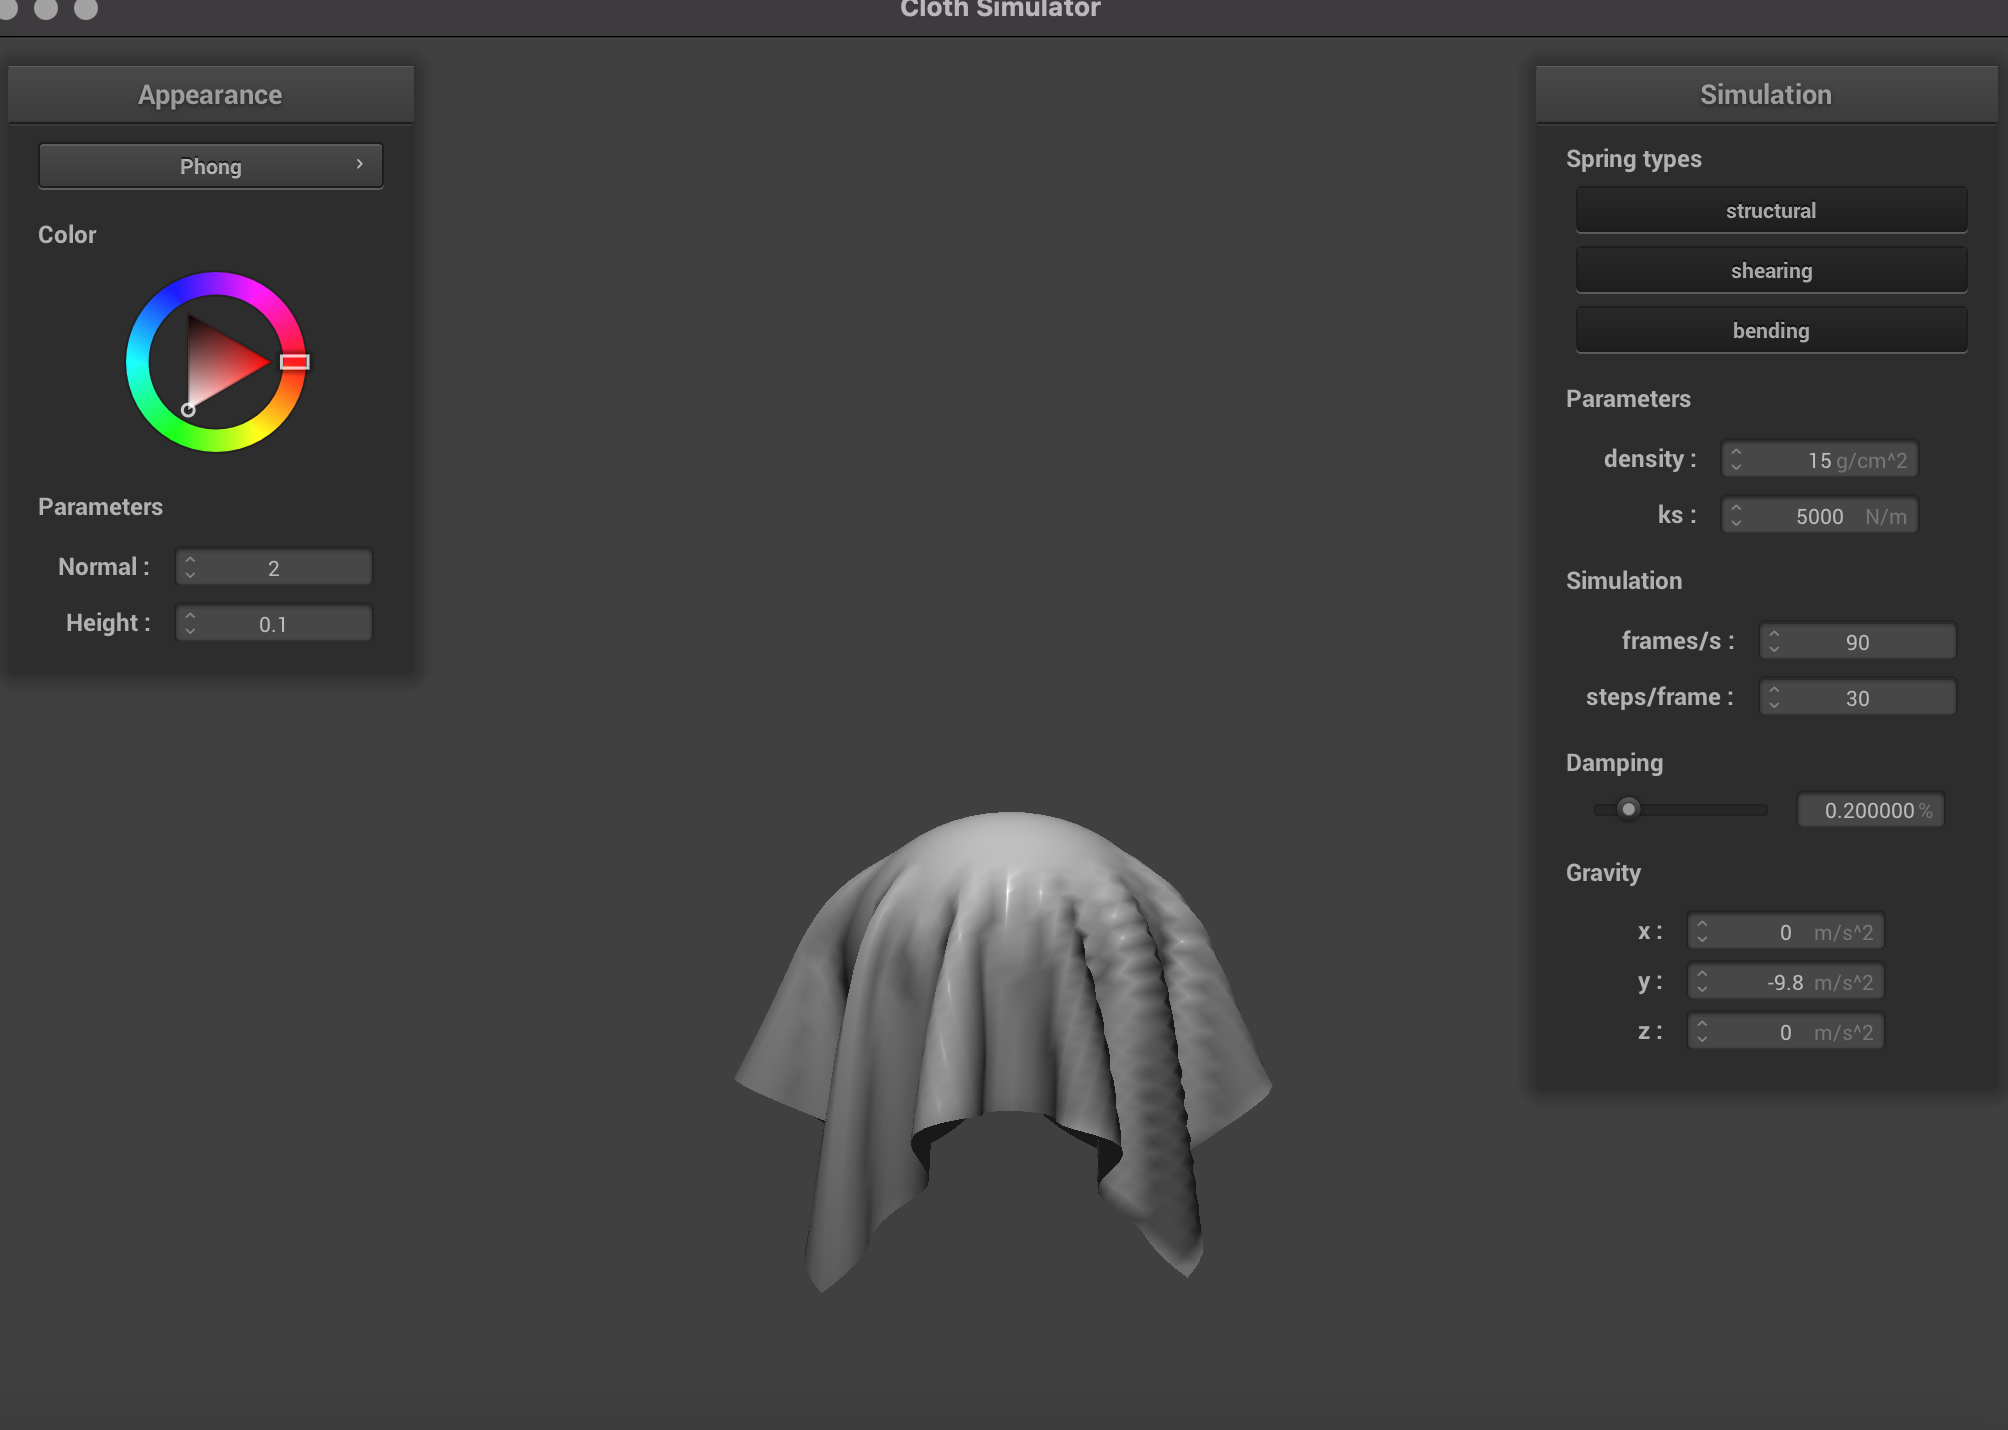 Cloth Simulator
Appearance
Phong
Color
Parameters
Normal : 2
Height : 0.1
Simulation
Spring types
structural
shearing
bending
Parameters
density : 15 g/cm^2
ks : 5000 N/m
Simulation
frames/s : 90
steps/frame : 30
Damping
0.200000 %
Gravity
x : 0 m/s^2
y : -9.8 m/s^2
z : 0 m/s^2